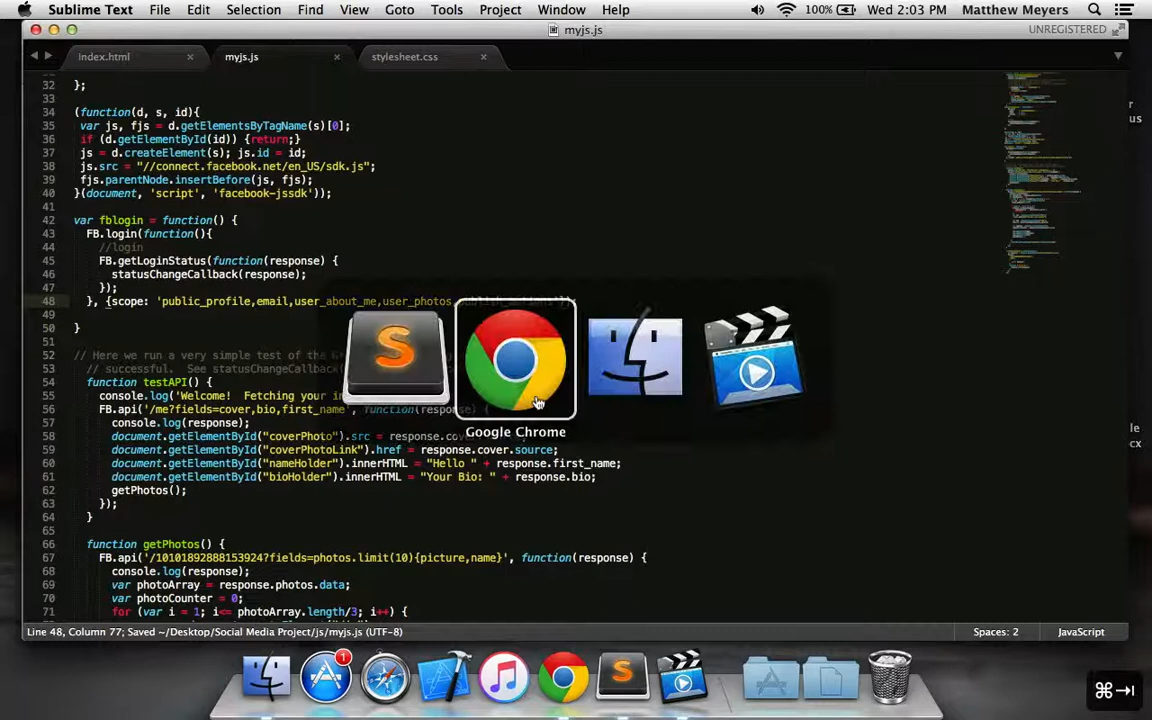 Sublime Text File Edit Selection Find View Goto Tools Project Window Help 100% Wed 2:03 PM Matthew Meyers
myjs.js UNREGISTERED
index.html × myjs.js × stylesheet.css ×
32 };
33
34 (function(d, s, id){
35 var js, fjs = d.getElementsByTagName(s)[0];
36 if (d.getElementById(id)) {return;}
37 js = d.createElement(s); js.id = id;
38 js.src = "//connect.facebook.net/en_US/sdk.js";
39 fjs.parentNode.insertBefore(js, fjs);
40 }(document, 'script', 'facebook-jssdk'));
41
42 var fblogin = function() {
43 FB.login(function(){
44 //login
45 FB.getLoginStatus(function(response) {
46 statusChangeCallback(response);
47 });
48 }, {scope: 'public_profile,email,user_about_me,user_photos,
49
50 }
51
52 // Here we run a very simple test of the
53 // successful. See statusChangeCallback(
54 function testAPI() {
55 console.log('Welcome! Fetching your
56 FB.api('/me?fields=cover,bio,first_name', function(response) {
57 console.log(response);
58 document.getElementById("coverPhoto").src = response.cover
59 document.getElementById("coverPhotoLink").href = response.cover.source;
60 document.getElementById("nameHolder").innerHTML = "Hello " + response.first_name;
61 document.getElementById("bioHolder").innerHTML = "Your Bio: " + response.bio;
62 getPhotos();
63 });
64 }
65
66 function getPhotos() {
67 FB.api('/10101892888153924?fields=photos.limit(10){picture,name}', function(response) {
68 console.log(response);
69 var photoArray = response.photos.data;
70 var photoCounter = 0;
71 for (var i = 1; i<= photoArray.length/3; i++) {
Google Chrome
Line 48, Column 77; Saved ~/Desktop/Social Media Project/js/myjs.js (UTF-8) Spaces: 2 JavaScript
1
⌘⇥